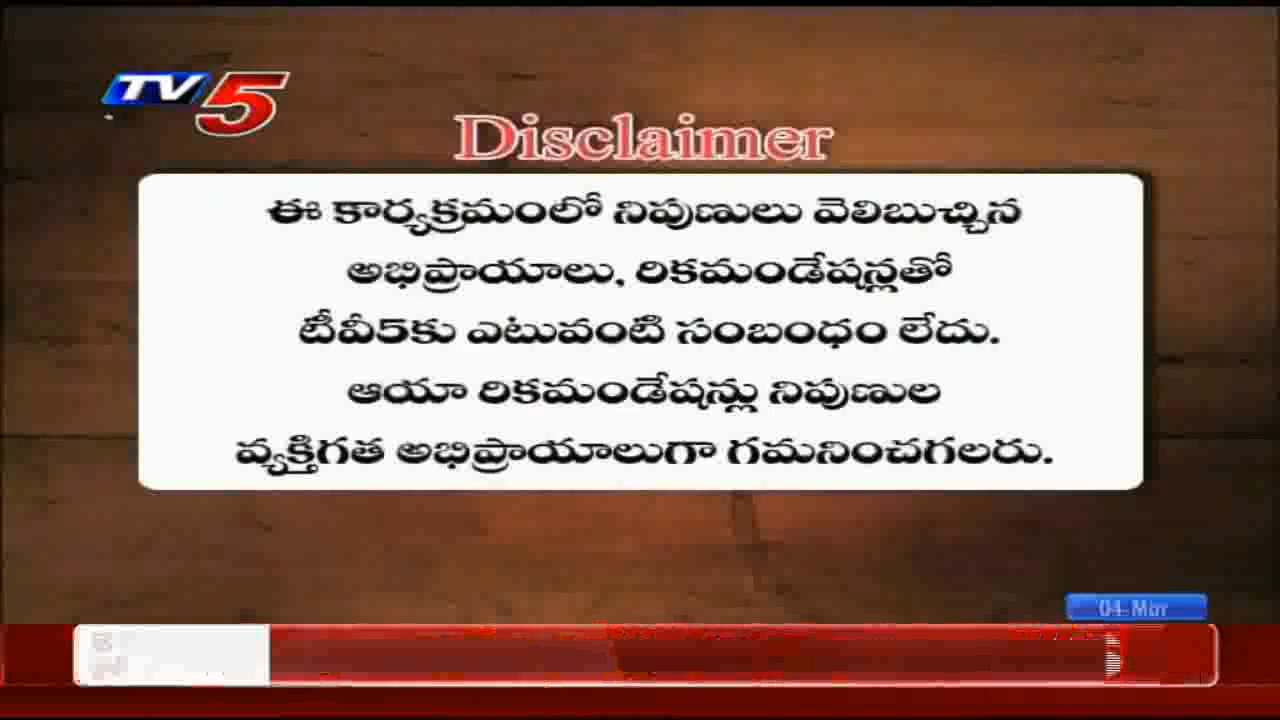 TV5
Disclaimer
ఈ కార్యక్రమంలో నిపుణులు వెలిబుచ్చిన
అభిప్రాయాలు, రికమండేషన్లతో
టీవీ5కు ఎటువంటి సంబంధం లేదు.
ఆయా రికమండేషన్లు నిపుణుల
వ్యక్తిగత అభిప్రాయాలుగా గమనించగలరు.
04-Mar